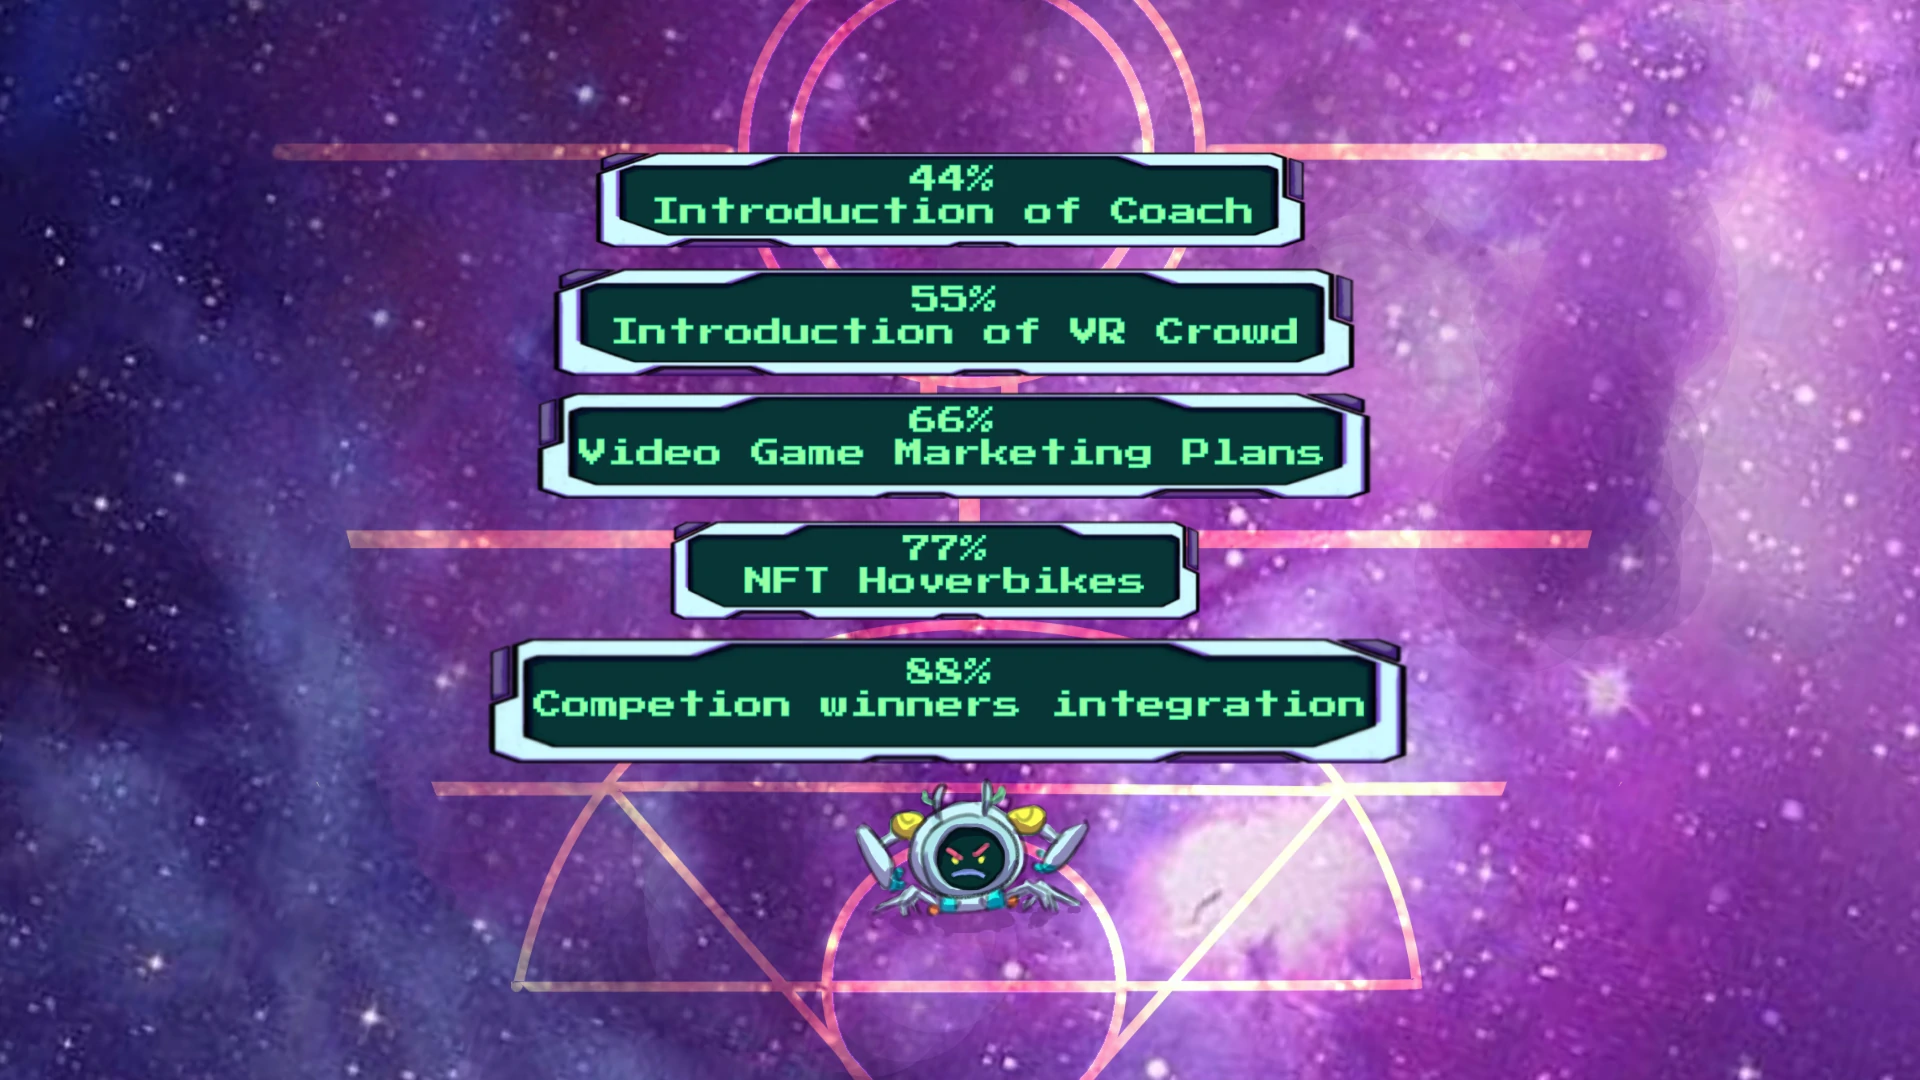 44%
Introduction of Coach
55%
Introduction of VR Crowd
66%
Video Game Marketing Plans
77%
NFT Hoverbikes
88%
Competion winners integration